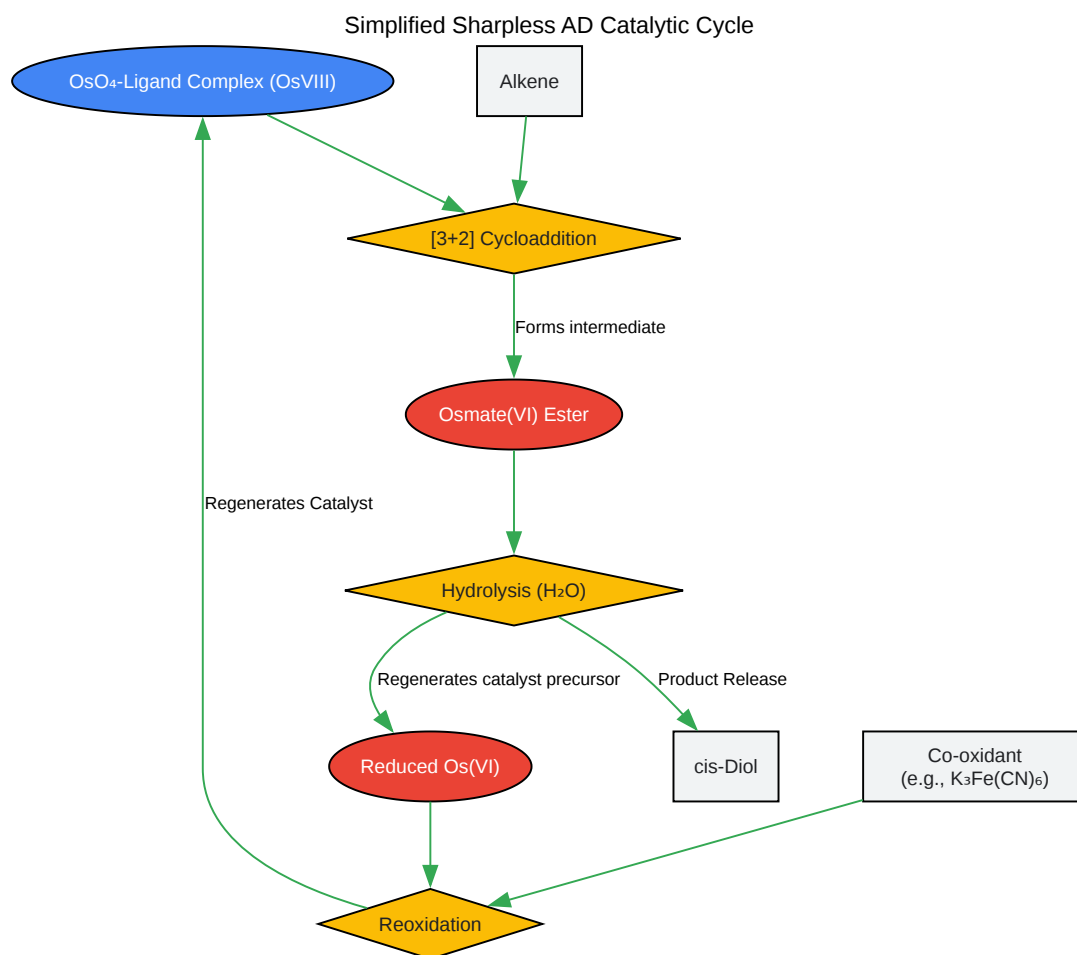 Simplified Sharpless AD Catalytic Cycle
OsO₄-Ligand Complex (OsVIII)
Alkene
[3+2] Cycloaddition
Forms intermediate
Osmate(VI) Ester
Regenerates Catalyst
Hydrolysis (H₂O)
Regenerates catalyst precursor
Product Release
Reduced Os(VI)
cis-Diol
Co-oxidant
(e.g., K₃Fe(CN)₆)
Reoxidation